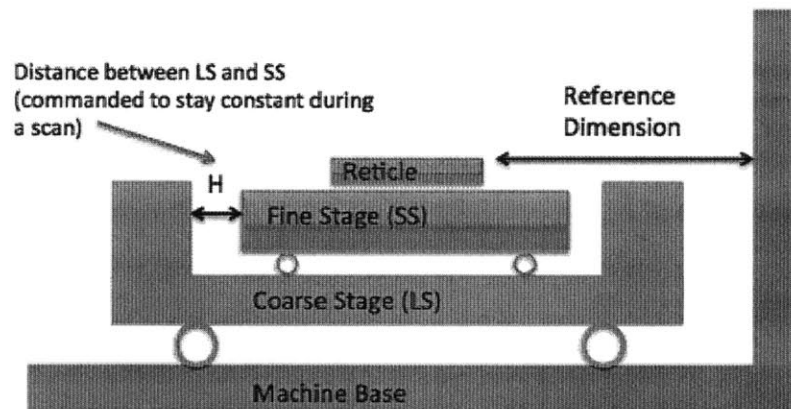 Distance between LS and SS
(commanded to stay constant during
a scan)
Reference
Dimension
H
Reticle
Fine Stage (SS)
Coarse Stage (LS)
Machine Base